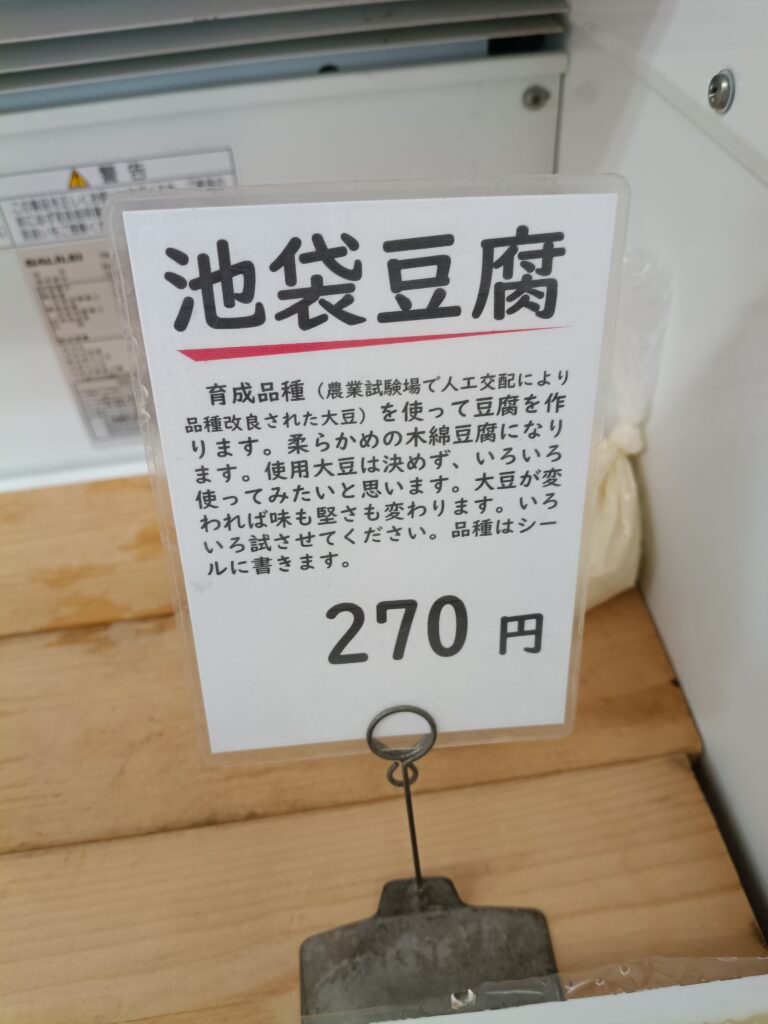 警告
池袋豆腐
育成品種（農業試験場で人工交配により
品種改良された大豆）を使って豆腐を作
ります。柔らかめの木綿豆腐になり
ます。使用大豆は決めず、いろいろ
使ってみたいと思います。大豆が変
われば味も堅さも変わります。いろ
いろ試させてください。品種はシー
ルに書きます。
270 円